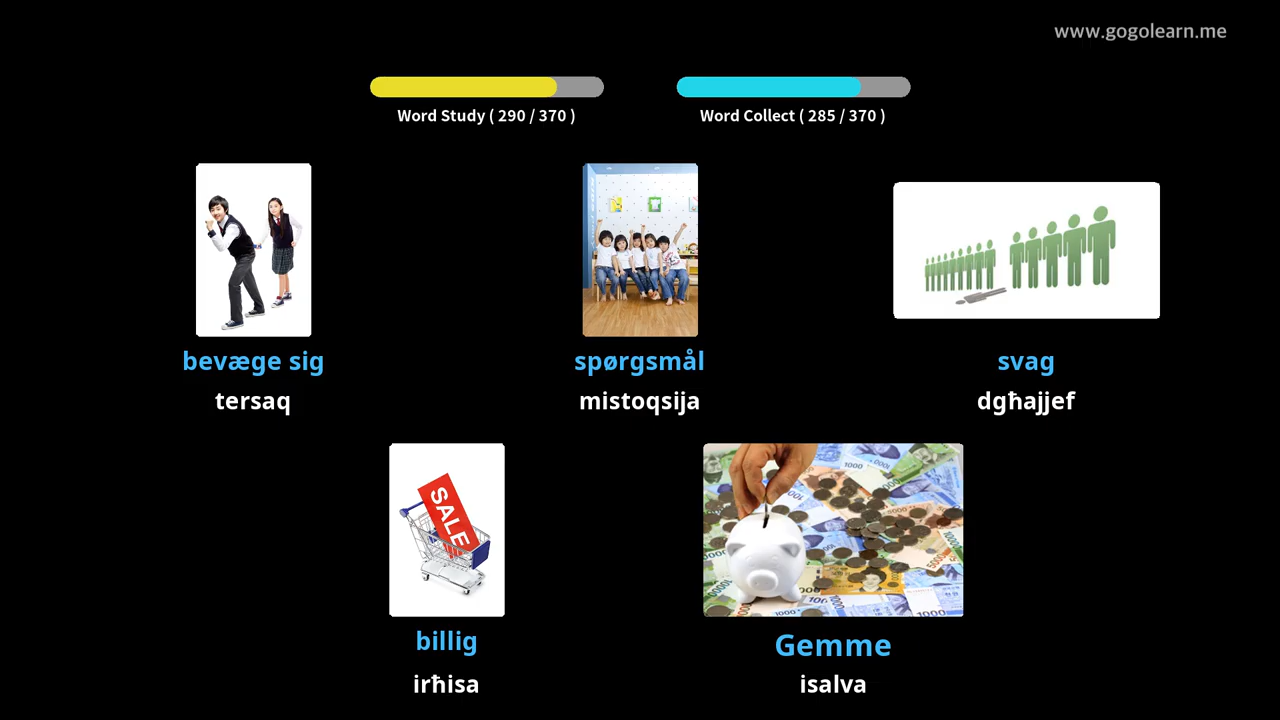 www.gogolearn.me
Word Study ( 290 / 370 )
Word Collect ( 285 / 370 )
bevæge sig
spørgsmål
svag
tersaq
mistoqsija
dgħajjef
SALE
1000
billig
Gemme
irħisa
isalva